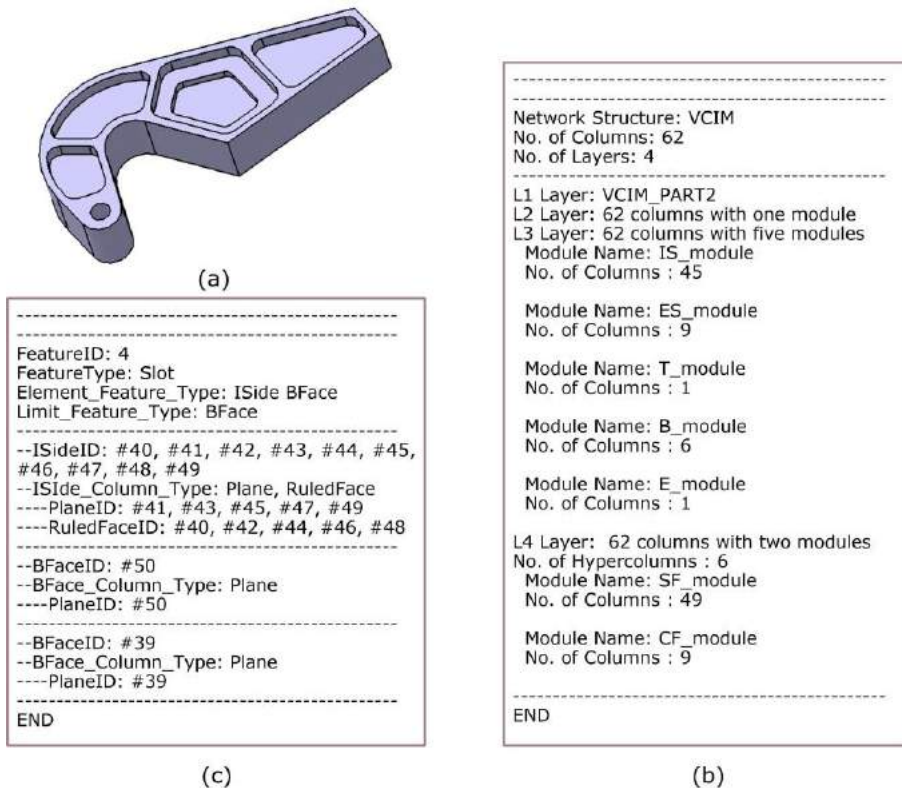 (a)
---------------------------------------------------
---------------------------------------------------
FeatureID: 4
FeatureType: Slot
Element_Feature_Type: ISide BFace
Limit_Feature_Type: BFace
---------------------------------------------------
--ISideID: #40, #41, #42, #43, #44, #45,
#46, #47, #48, #49
--ISIde_Column_Type: Plane, RuledFace
----PlaneID: #41, #43, #45, #47, #49
----RuledFaceID: #40, #42, #44, #46, #48
---------------------------------------------------
--BFaceID: #50
--BFace_Column_Type: Plane
----PlaneID: #50
---------------------------------------------------
--BFaceID: #39
--BFace_Column_Type: Plane
----PlaneID: #39
---------------------------------------------------
END
(c)
---------------------------------------------------
---------------------------------------------------
Network Structure: VCIM
No. of Columns: 62
No. of Layers: 4
---------------------------------------------------
L1 Layer: VCIM_PART2
L2 Layer: 62 columns with one module
L3 Layer: 62 columns with five modules
Module Name: IS_module
No. of Columns : 45
Module Name: ES_module
No. of Columns : 9
Module Name: T_module
No. of Columns : 1
Module Name: B_module
No. of Columns : 6
Module Name: E_module
No. of Columns : 1
L4 Layer: 62 columns with two modules
No. of Hypercolumns : 6
Module Name: SF_module
No. of Columns : 49
Module Name: CF_module
No. of Columns : 9
---------------------------------------------------
END
(b)